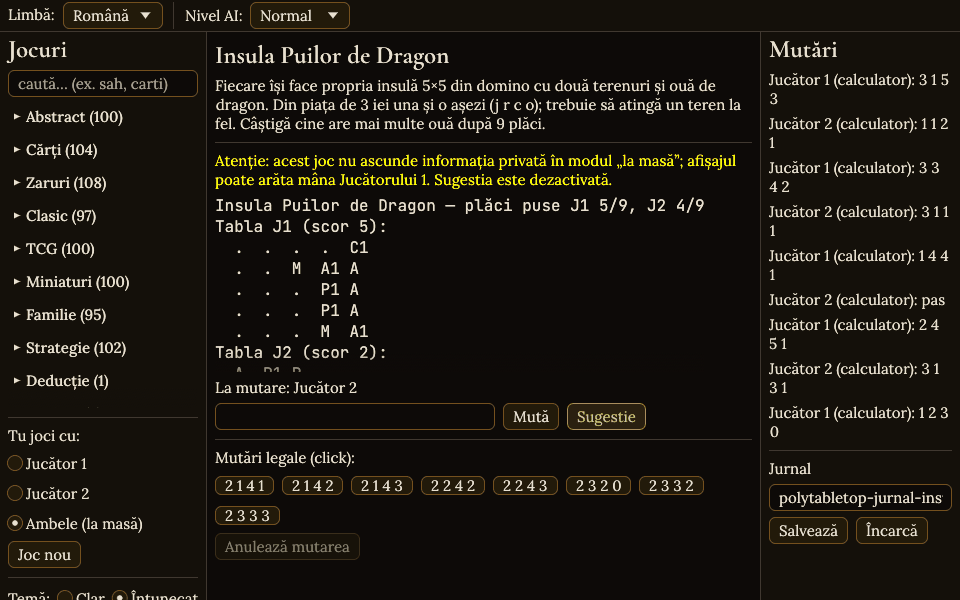 Limbă: Română ▼ Nivel AI: Normal ▼
Jocuri
caută... (ex. sah, carti)
▸ Abstract (100)
▸ Cărți (104)
▸ Zaruri (108)
▸ Clasic (97)
▸ TCG (100)
▸ Miniaturi (100)
▸ Familie (95)
▸ Strategie (102)
▸ Deducție (1)
Tu joci cu:
Jucător 1
Jucător 2
Ambele (la masă)
Joc nou
Temă: Clar Întunecat
Insula Puilor de Dragon
Fiecare își face propria insulă 5×5 din domino cu două terenuri și ouă de
dragon. Din piața de 3 iei una și o așezi (j r c o); trebuie să atingă un teren la
fel. Câștigă cine are mai multe ouă după 9 plăci.
Atenție: acest joc nu ascunde informația privată în modul „la masă”; afișajul
poate arăta mâna Jucătorului 1. Sugestia este dezactivată.
Insula Puilor de Dragon — plăci puse J1 5/9, J2 4/9
Tabla J1 (scor 5):
. . . . C1
. . M A1 A
. . . P1 A
. . . P1 A
. . . M A1
Tabla J2 (scor 2):
La mutare: Jucător 2
Mută
Sugestie
Mutări legale (click):
2 1 4 1
2 1 4 2
2 1 4 3
2 2 4 2
2 2 4 3
2 3 2 0
2 3 3 2
2 3 3 3
Anulează mutarea
Mutări
Jucător 1 (calculator): 3 1 5
3
Jucător 2 (calculator): 1 1 2
1
Jucător 1 (calculator): 3 3
4 2
Jucător 2 (calculator): 3 1 1
1
Jucător 1 (calculator): 1 4 4
1
Jucător 2 (calculator): pas
Jucător 1 (calculator): 2 4
5 1
Jucător 2 (calculator): 3 1
3 1
Jucător 1 (calculator): 1 2 3
0
Jurnal
polytabletop-jurnal-ins
Salvează
Încarcă